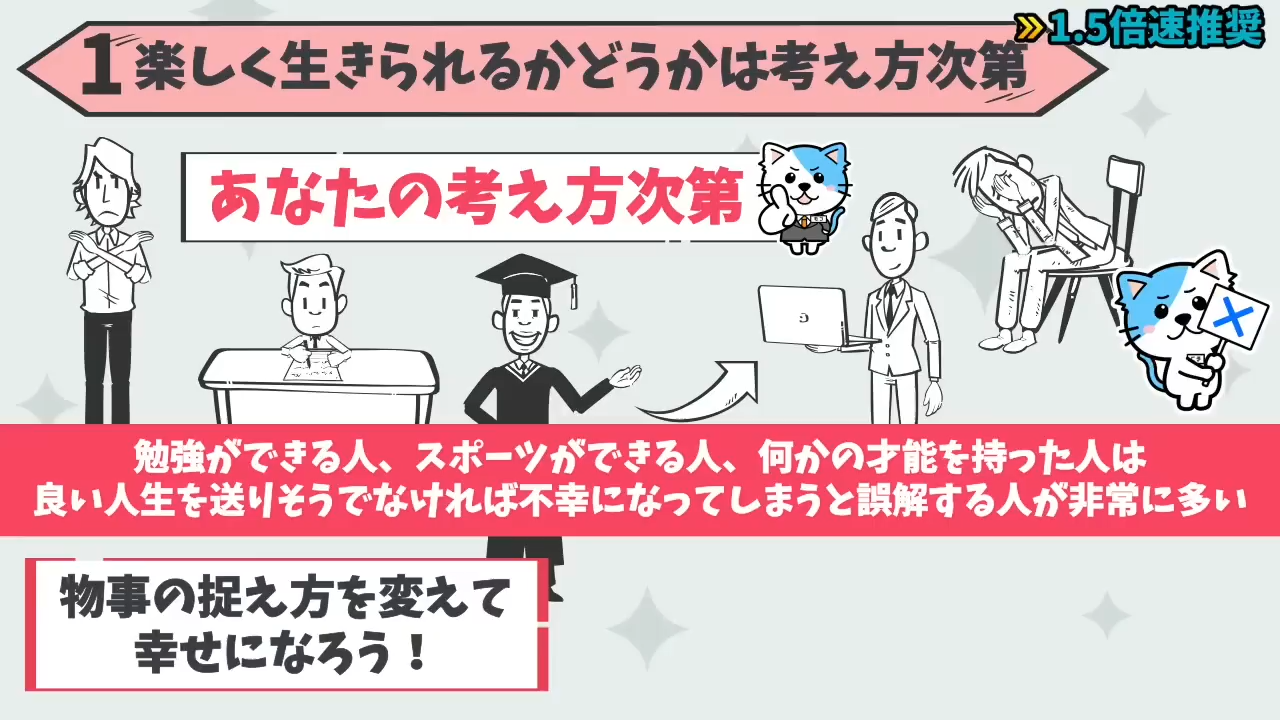 1.5倍速推奨
1 楽しく生きられるかどうかは考え方次第
あなたの考え方次第
勉強ができる人、スポーツができる人、何かの才能を持った人は
良い人生を送りそうでなければ不幸になってしまうと誤解する人が非常に多い
物事の捉え方を変えて
幸せになろう！